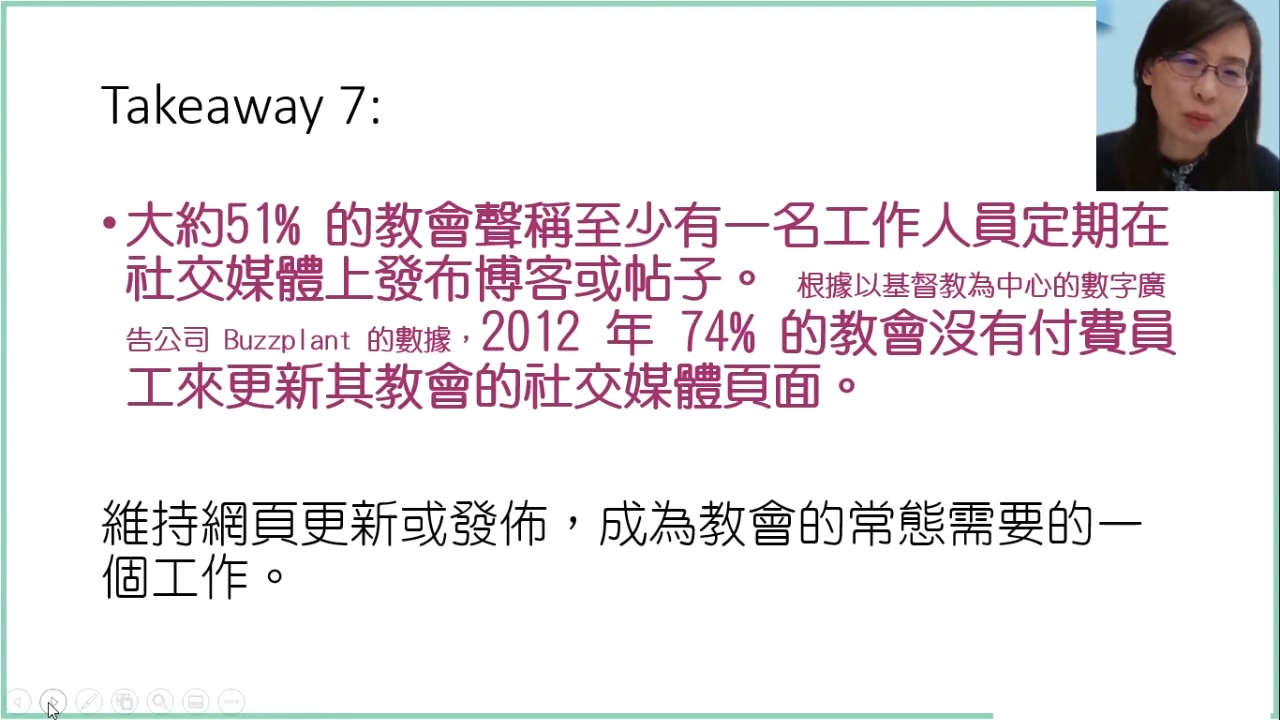 Takeaway 7:
•大約51% 的教會聲稱至少有一名工作人員定期在
社交媒體上發布博客或帖子。 根據以基督教為中心的數字廣
告公司 Buzzplant 的數據，2012 年 74% 的教會沒有付費員
工來更新其教會的社交媒體頁面。
維持網頁更新或發佈，成為教會的常態需要的一
個工作。